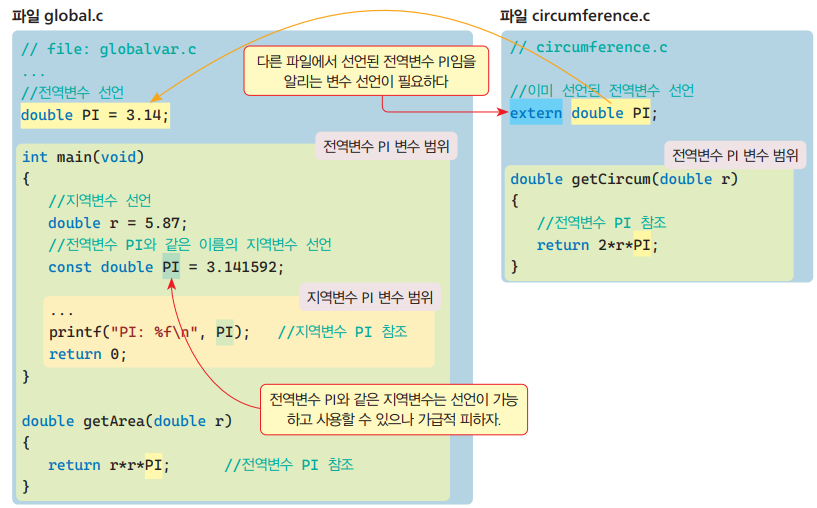 파일 global.c
// file: globalvar.c
...
//전역변수 선언
double PI = 3.14;
전역변수 PI 변수 범위
int main(void)
{
//지역변수 선언
double r = 5.87;
//전역변수 PI와 같은 이름의 지역변수 선언
const double PI = 3.141592;
지역변수 PI 변수 범위
...
printf("PI: %f\n", PI); //지역변수 PI 참조
return 0;
}
전역변수 PI와 같은 지역변수는 선언이 가능
하고 사용할 수 있으나 가급적 피하자.
double getArea(double r)
{
return r*r*PI; //전역변수 PI 참조
}
다른 파일에서 선언된 전역변수 PI임을
알리는 변수 선언이 필요하다
파일 circumference.c
// circumference.c
//이미 선언된 전역변수 선언
extern double PI;
전역변수 PI 변수 범위
double getCircum(double r)
{
//전역변수 PI 참조
return 2*r*PI;
}